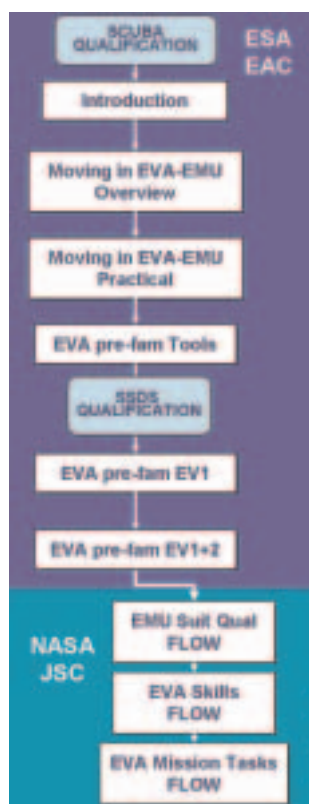 SCUBA
QUALIFICATION
ESA
EAC
Introduction
Moving in EVA-EMU
Overview
Moving in EVA-EMU
Practical
EVA pre-fam Tools
SSDS
QUALIFICATION
EVA pre-fam EV1
EVA pre-fam EV1+2
NASA
JSC
EMU Suit Qual
FLOW
EVA Skills
FLOW
EVA Mission Tasks
FLOW